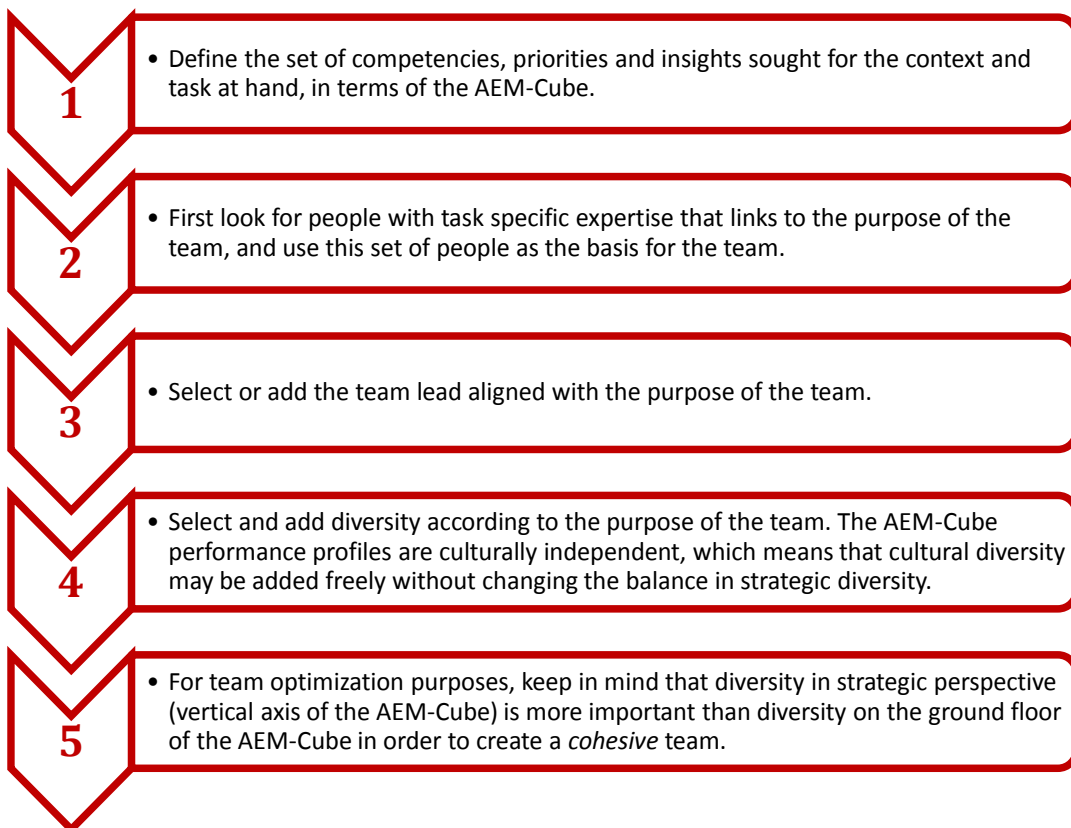 1
• Define the set of competencies, priorities and insights sought for the context and
task at hand, in terms of the AEM-Cube.
2
• First look for people with task specific expertise that links to the purpose of the
team, and use this set of people as the basis for the team.
3
• Select or add the team lead aligned with the purpose of the team.
4
• Select and add diversity according to the purpose of the team. The AEM-Cube
performance profiles are culturally independent, which means that cultural diversity
may be added freely without changing the balance in strategic diversity.
5
• For team optimization purposes, keep in mind that diversity in strategic perspective
(vertical axis of the AEM-Cube) is more important than diversity on the ground floor
of the AEM-Cube in order to create a cohesive team.